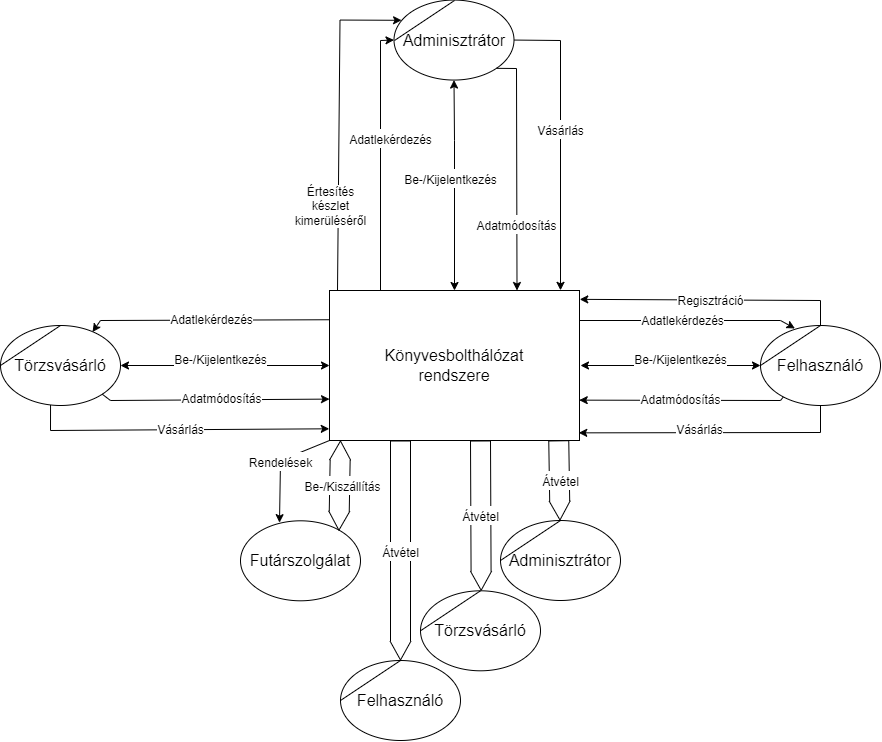 Adminisztrátor
Vásárlás
Adatlekérdezés
Be-/Kijelentkezés
Értesítés
készlet
kimerüléséről
Adatmódosítás
Regisztráció
Adatlekérdezés
Adatlekérdezés
Könyvesbolthálózat
rendszere
Törzsvásárló
Be-/Kijelentkezés
Be-/Kijelentkezés
Felhasználó
Adatmódosítás
Adatmódosítás
Vásárlás
Vásárlás
Rendelések
Be-/Kiszállítás
Átvétel
Átvétel
Átvétel
Futárszolgálat
Adminisztrátor
Törzsvásárló
Felhasználó